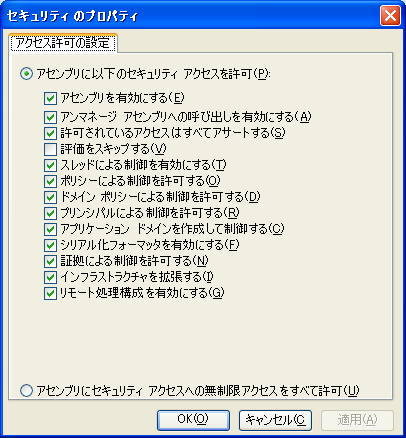 セキュリティ のプロパティ
アクセス許可の設定
アセンブリに以下のセキュリティ アクセスを許可(P):
アセンブリを有効にする(E)
アンマネージ アセンブリへの呼び出しを有効にする(A)
許可されているアクセスはすべてアサートする(S)
評価をスキップする(V)
スレッドによる制御を有効にする(T)
ポリシーによる制御を許可する(O)
ドメイン ポリシーによる制御を許可する(D)
プリンシパルによる制御を許可する(R)
アプリケーション ドメインを作成して制御する(C)
シリアル化フォーマッタを有効にする(F)
証拠による制御を許可する(N)
インフラストラクチャを拡張する(I)
リモート処理構成を有効にする(G)
アセンブリにセキュリティ アクセスへの無制限アクセスをすべて許可(U)
OK(O) キャンセル(C 適用(A)